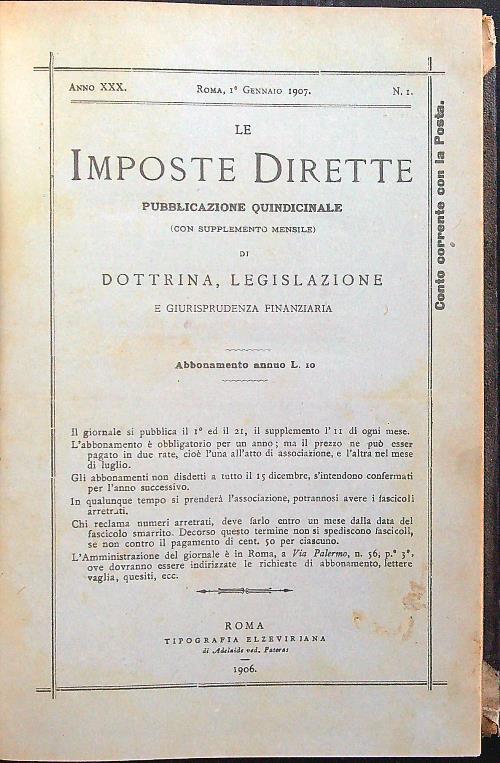 Anno XXX. Roma, 1° Gennaio 1907. N. 1.
LE
IMPOSTE DIRETTE
PUBBLICAZIONE QUINDICINALE
(CON SUPPLEMENTO MENSILE)
DI
DOTTRINA, LEGISLAZIONE
E GIURISPRUDENZA FINANZIARIA
Abbonamento annuo L. 10
Il giornale si pubblica il 1° ed il 21, il supplemento l'11 di ogni mese.
L'abbonamento è obbligatorio per un anno; ma il prezzo ne può esser
pagato in due rate, cioè l'una all'atto di associazione, e l'altra nel mese
di luglio.
Gli abbonamenti non disdetti a tutto il 15 dicembre, s'intendono confermati
per l'anno successivo.
In qualunque tempo si prenderà l'associazione, potrannosi avere i fascicoli
arretrati.
Chi reclama numeri arretrati, deve farlo entro un mese dalla data del
fascicolo smarrito. Decorso questo termine non si spediscono fascicoli,
se non contro il pagamento di cent. 50 per ciascuno.
L'Amministrazione del giornale è in Roma, a Via Palermo, n. 56, p.° 3°,
ove dovranno essere indirizzate le richieste di abbonamento, lettere
vaglia, quesiti, ecc.
ROMA
TIPOGRAFIA ELZEVIRIANA
di Adelaide ved. Pateras
1906.
Conto corrente con la Posta.